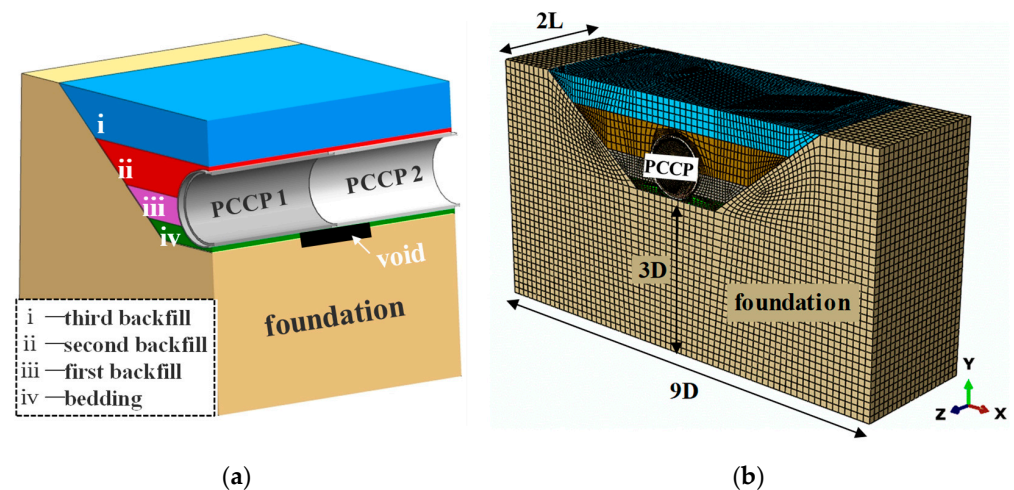 i
ii
iii
iv
PCCP 1
PCCP 2
void
foundation
i —third backfill
ii —second backfill
iii —first backfill
iv —bedding
(a)
2L
PCCP
3D
foundation
9D
Y
Z
X
(b)